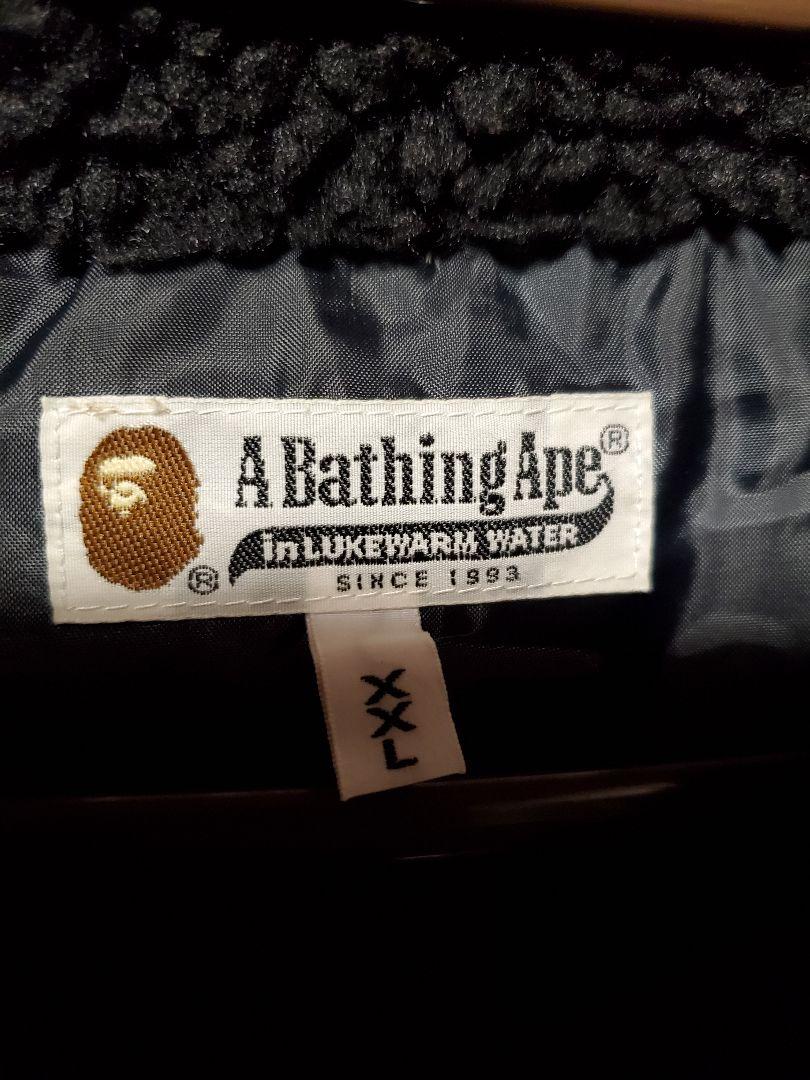 A Bathing Ape®
in LUKEWARM WATER
® SINCE 1993
XXL